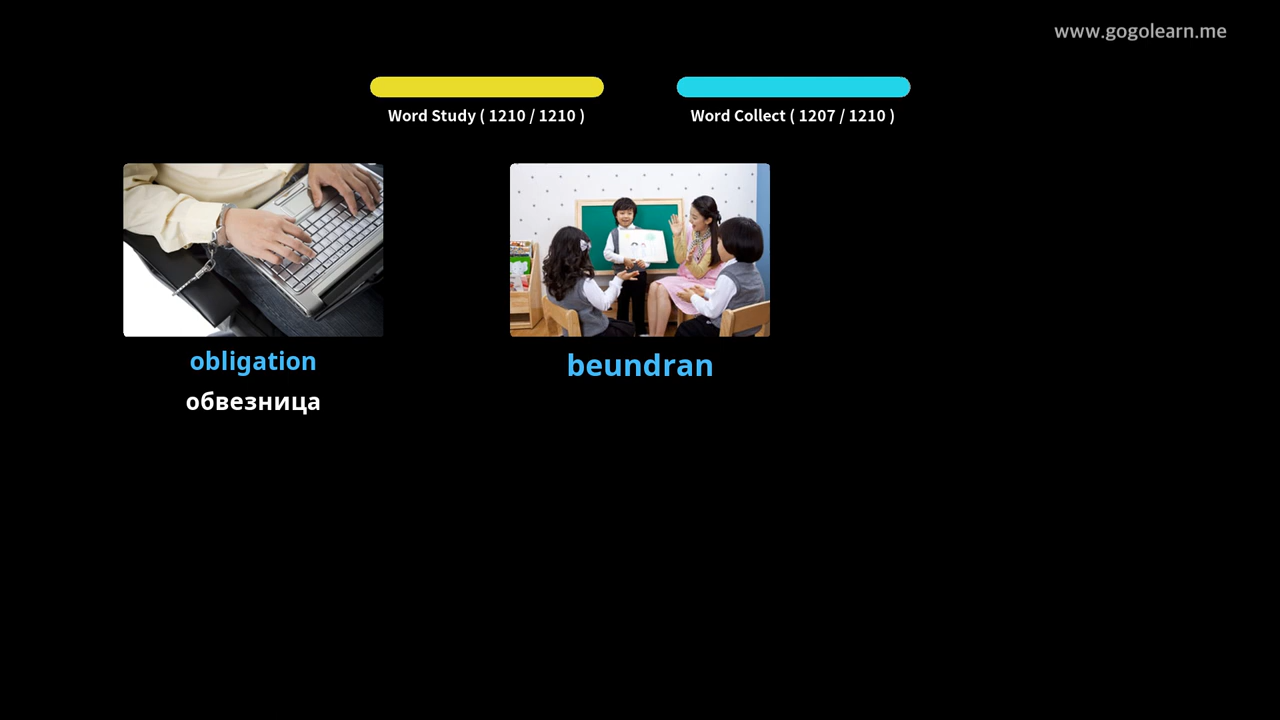 www.gogolearn.me
Word Study ( 1210 / 1210 )
Word Collect ( 1207 / 1210 )
obligation
обвезница
beundran